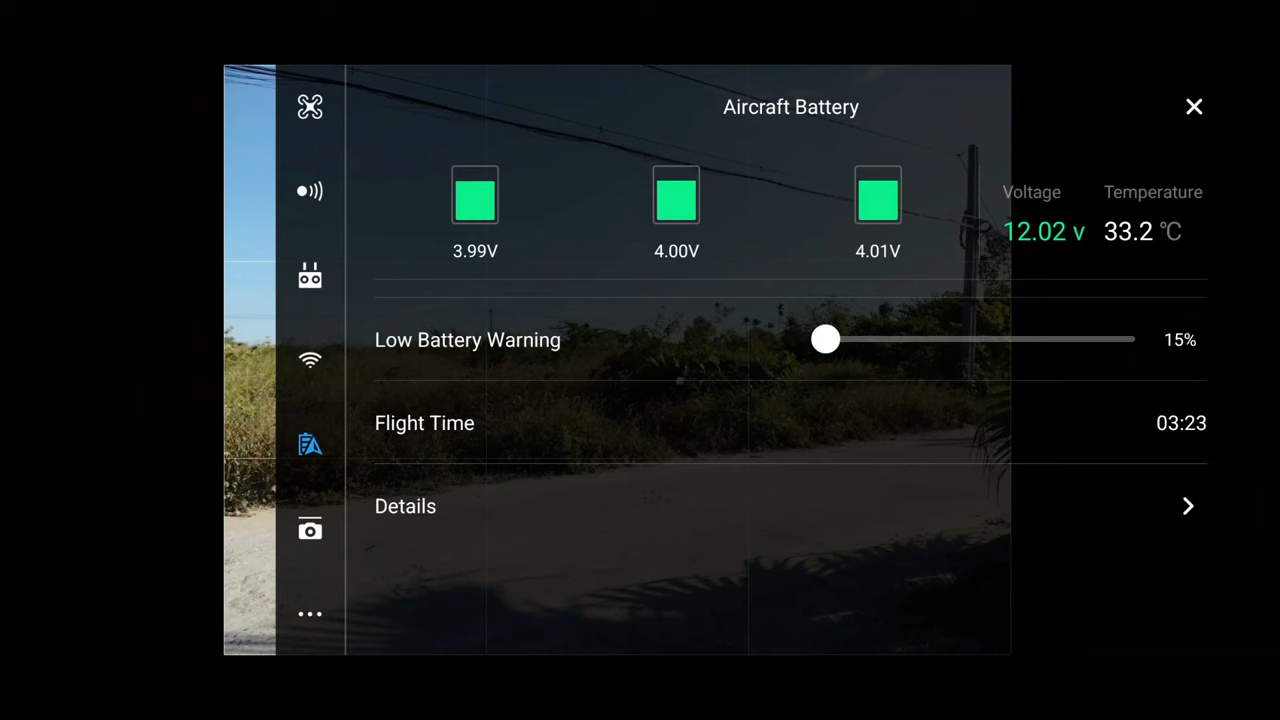 Aircraft Battery
Voltage Temperature
12.02 v 33.2 ℃
3.99V 4.00V 4.01V
Low Battery Warning 15%
Flight Time 03:23
Details